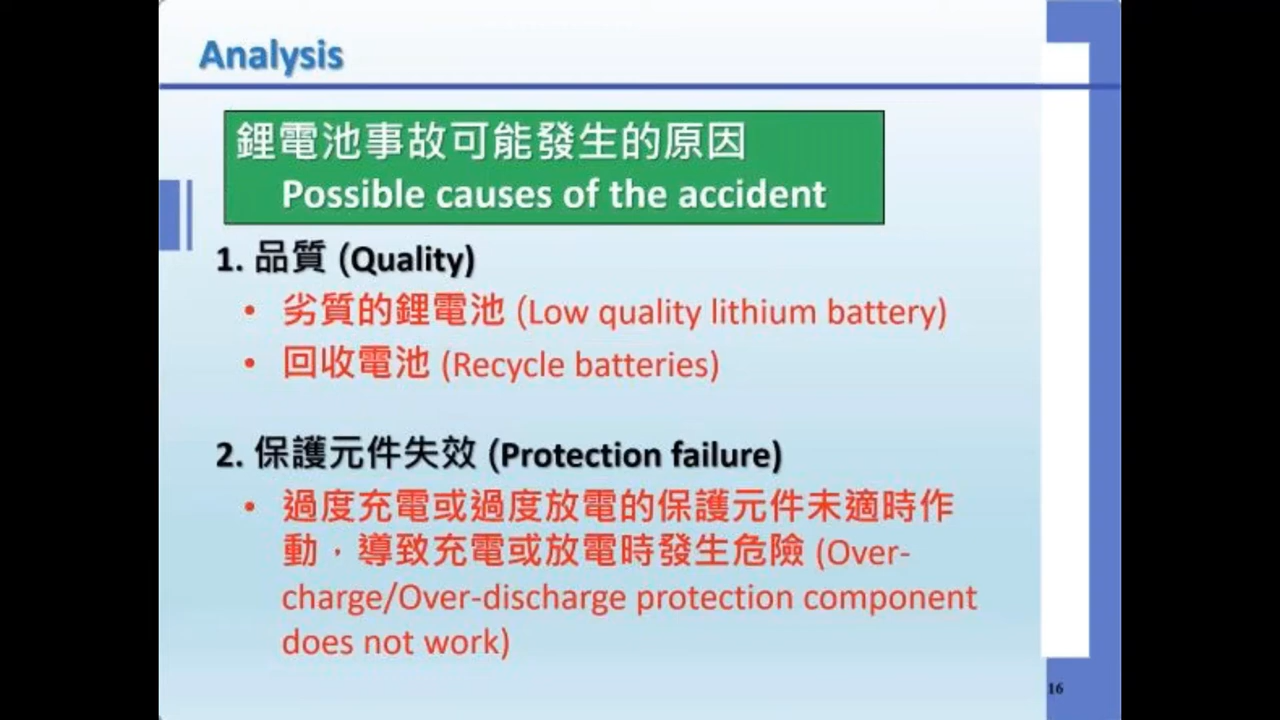 Analysis
鋰電池事故可能發生的原因
Possible causes of the accident
1. 品質 (Quality)
• 劣質的鋰電池 (Low quality lithium battery)
• 回收電池 (Recycle batteries)
2. 保護元件失效 (Protection failure)
• 過度充電或過度放電的保護元件未適時作
動，導致充電或放電時發生危險 (Over-
charge/Over-discharge protection component
does not work)
16